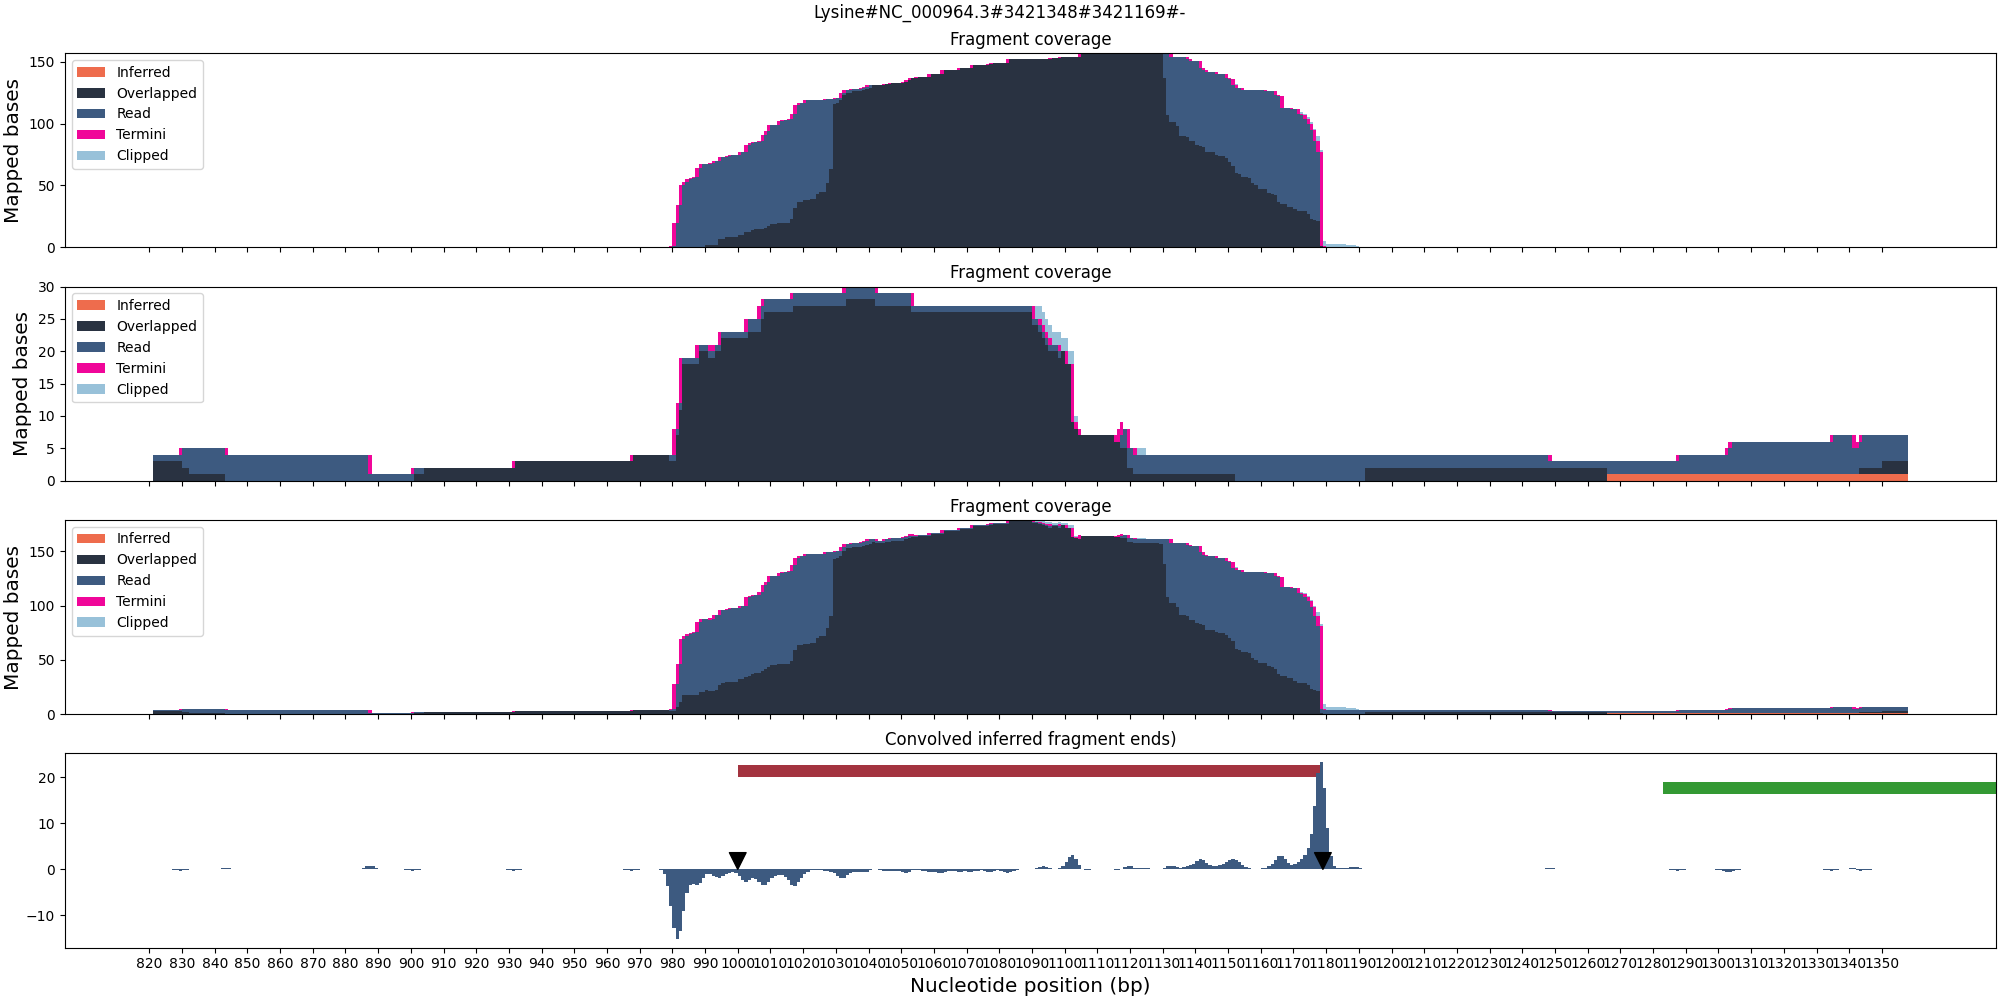 Lysine#NC_000964.3#3421348#3421169#-
Fragment coverage
Mapped bases
150
100
50
0
Inferred
Overlapped
Read
Termini
Clipped
Fragment coverage
Mapped bases
30
25
20
15
10
5
0
Inferred
Overlapped
Read
Termini
Clipped
Fragment coverage
Mapped bases
150
100
50
0
Inferred
Overlapped
Read
Termini
Clipped
Convolved inferred fragment ends)
20
10
0
−10
820 830 840 850 860 870 880 890 900 910 920 930 940 950 960 970 980 990 1000 1010 1020 1030 1040 1050 1060 1070 1080 1090 1100 1110 1120 1130 1140 1150 1160 1170 1180 1190 1200 1210 1220 1230 1240 1250 1260 1270 1280 1290 1300 1310 1320 1330 1340 1350
Nucleotide position (bp)